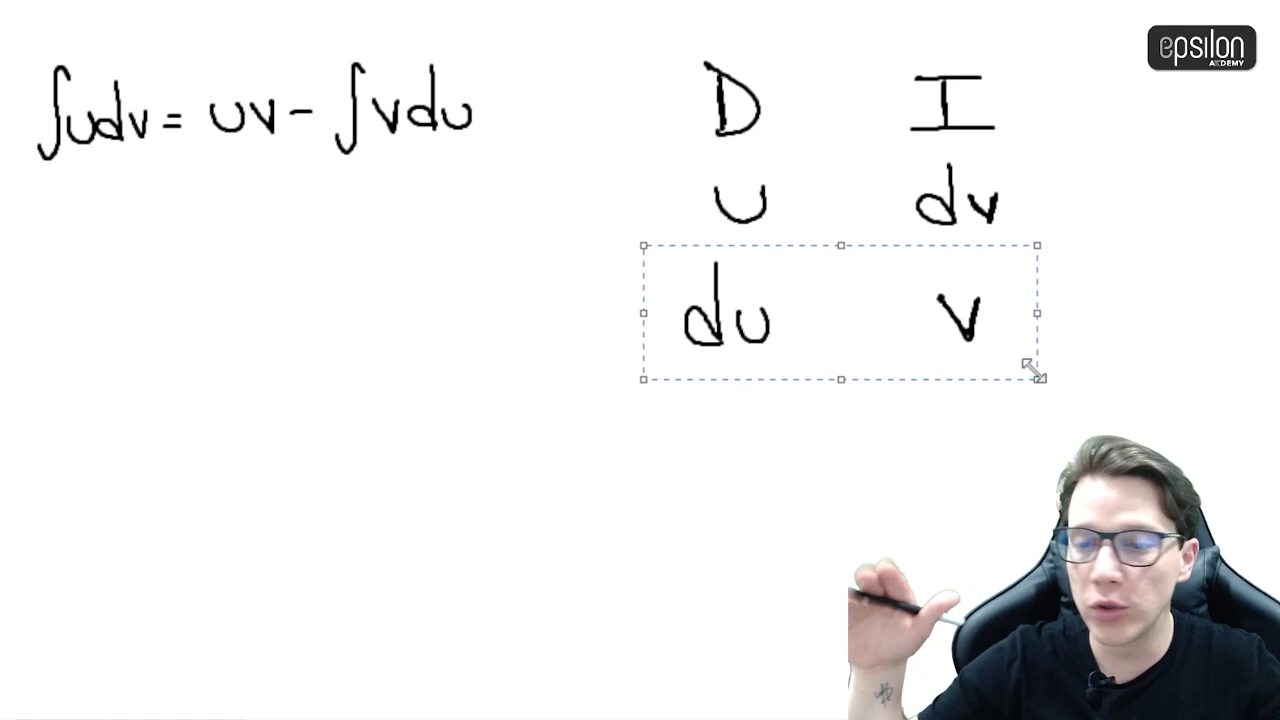 ∫udv = uv - ∫vdu
D I
u dv
du v
epsilon
ACADEMY